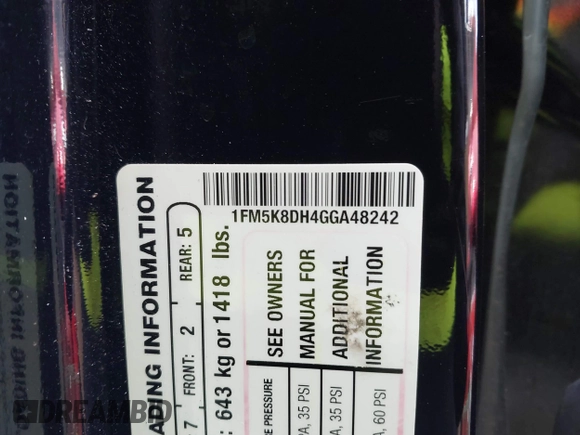 1FM5K8DH4GGA48242
ADING INFORMATION
7 FRONT: 2 REAR: 5
: 643 kg or 1418 lbs.
SEE OWNERS
MANUAL FOR
ADDITIONAL
INFORMATION
E PRESSURE
A, 35 PSI
A, 35 PSI
A, 60 PSI
DREAMBID